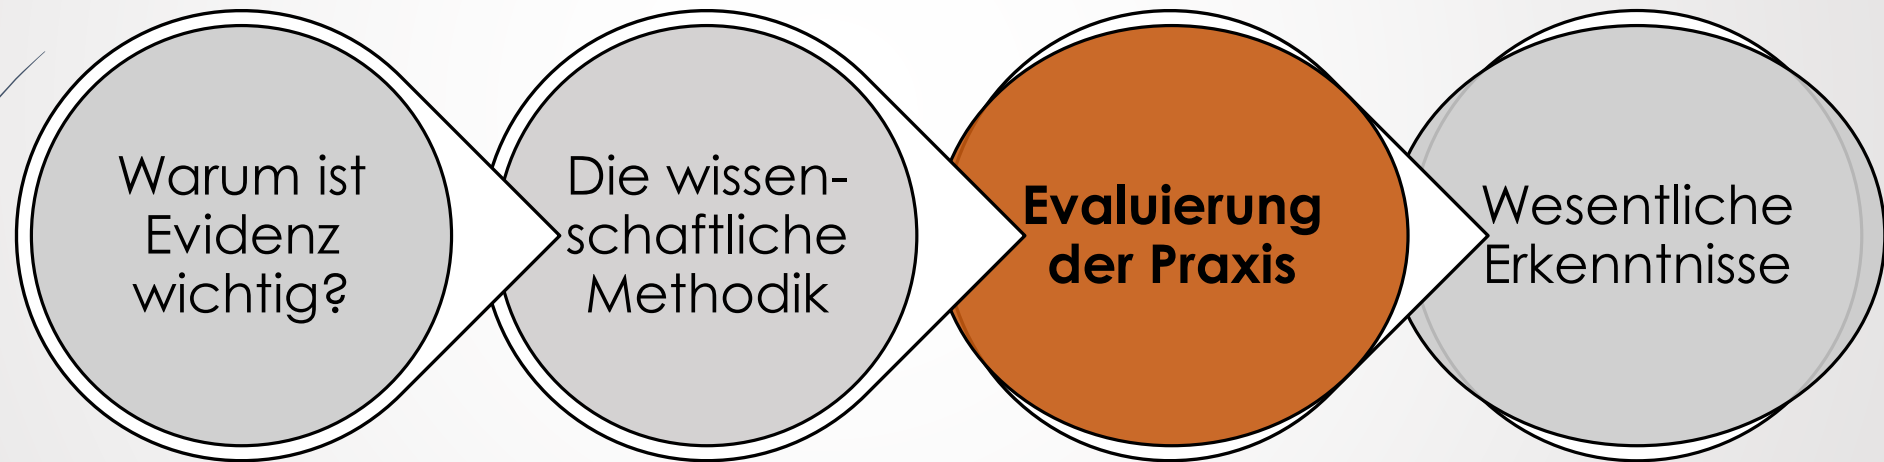 Warum ist
Evidenz
wichtig?
Die wissen-
schaftliche
Methodik
Evaluierung
der Praxis
Wesentliche
Erkenntnisse